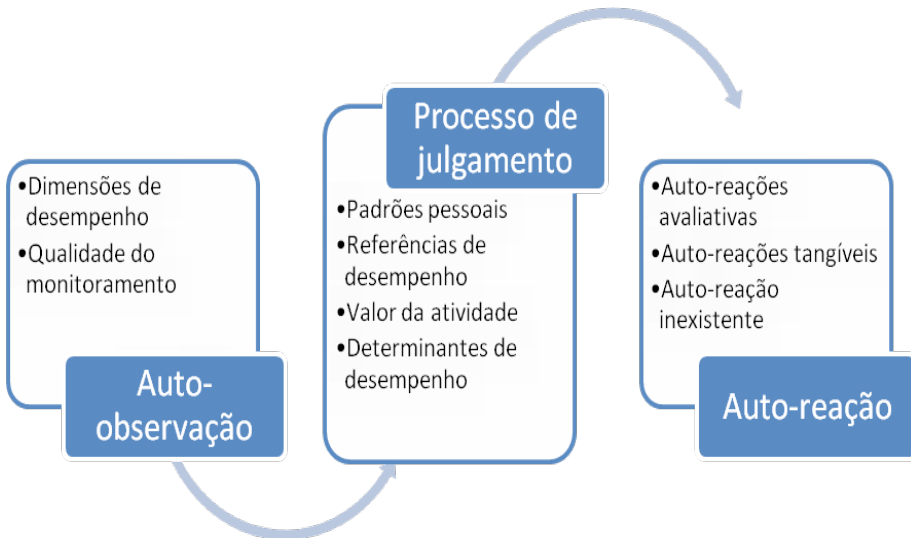 •Dimensões de
desempenho
•Qualidade do
monitoramento
Auto-
observação
Processo de
julgamento
•Padrões pessoais
•Referências de
desempenho
•Valor da atividade
•Determinantes de
desempenho
•Auto-reações
avaliativas
•Auto-reações tangíveis
•Auto-reação
inexistente
Auto-reação